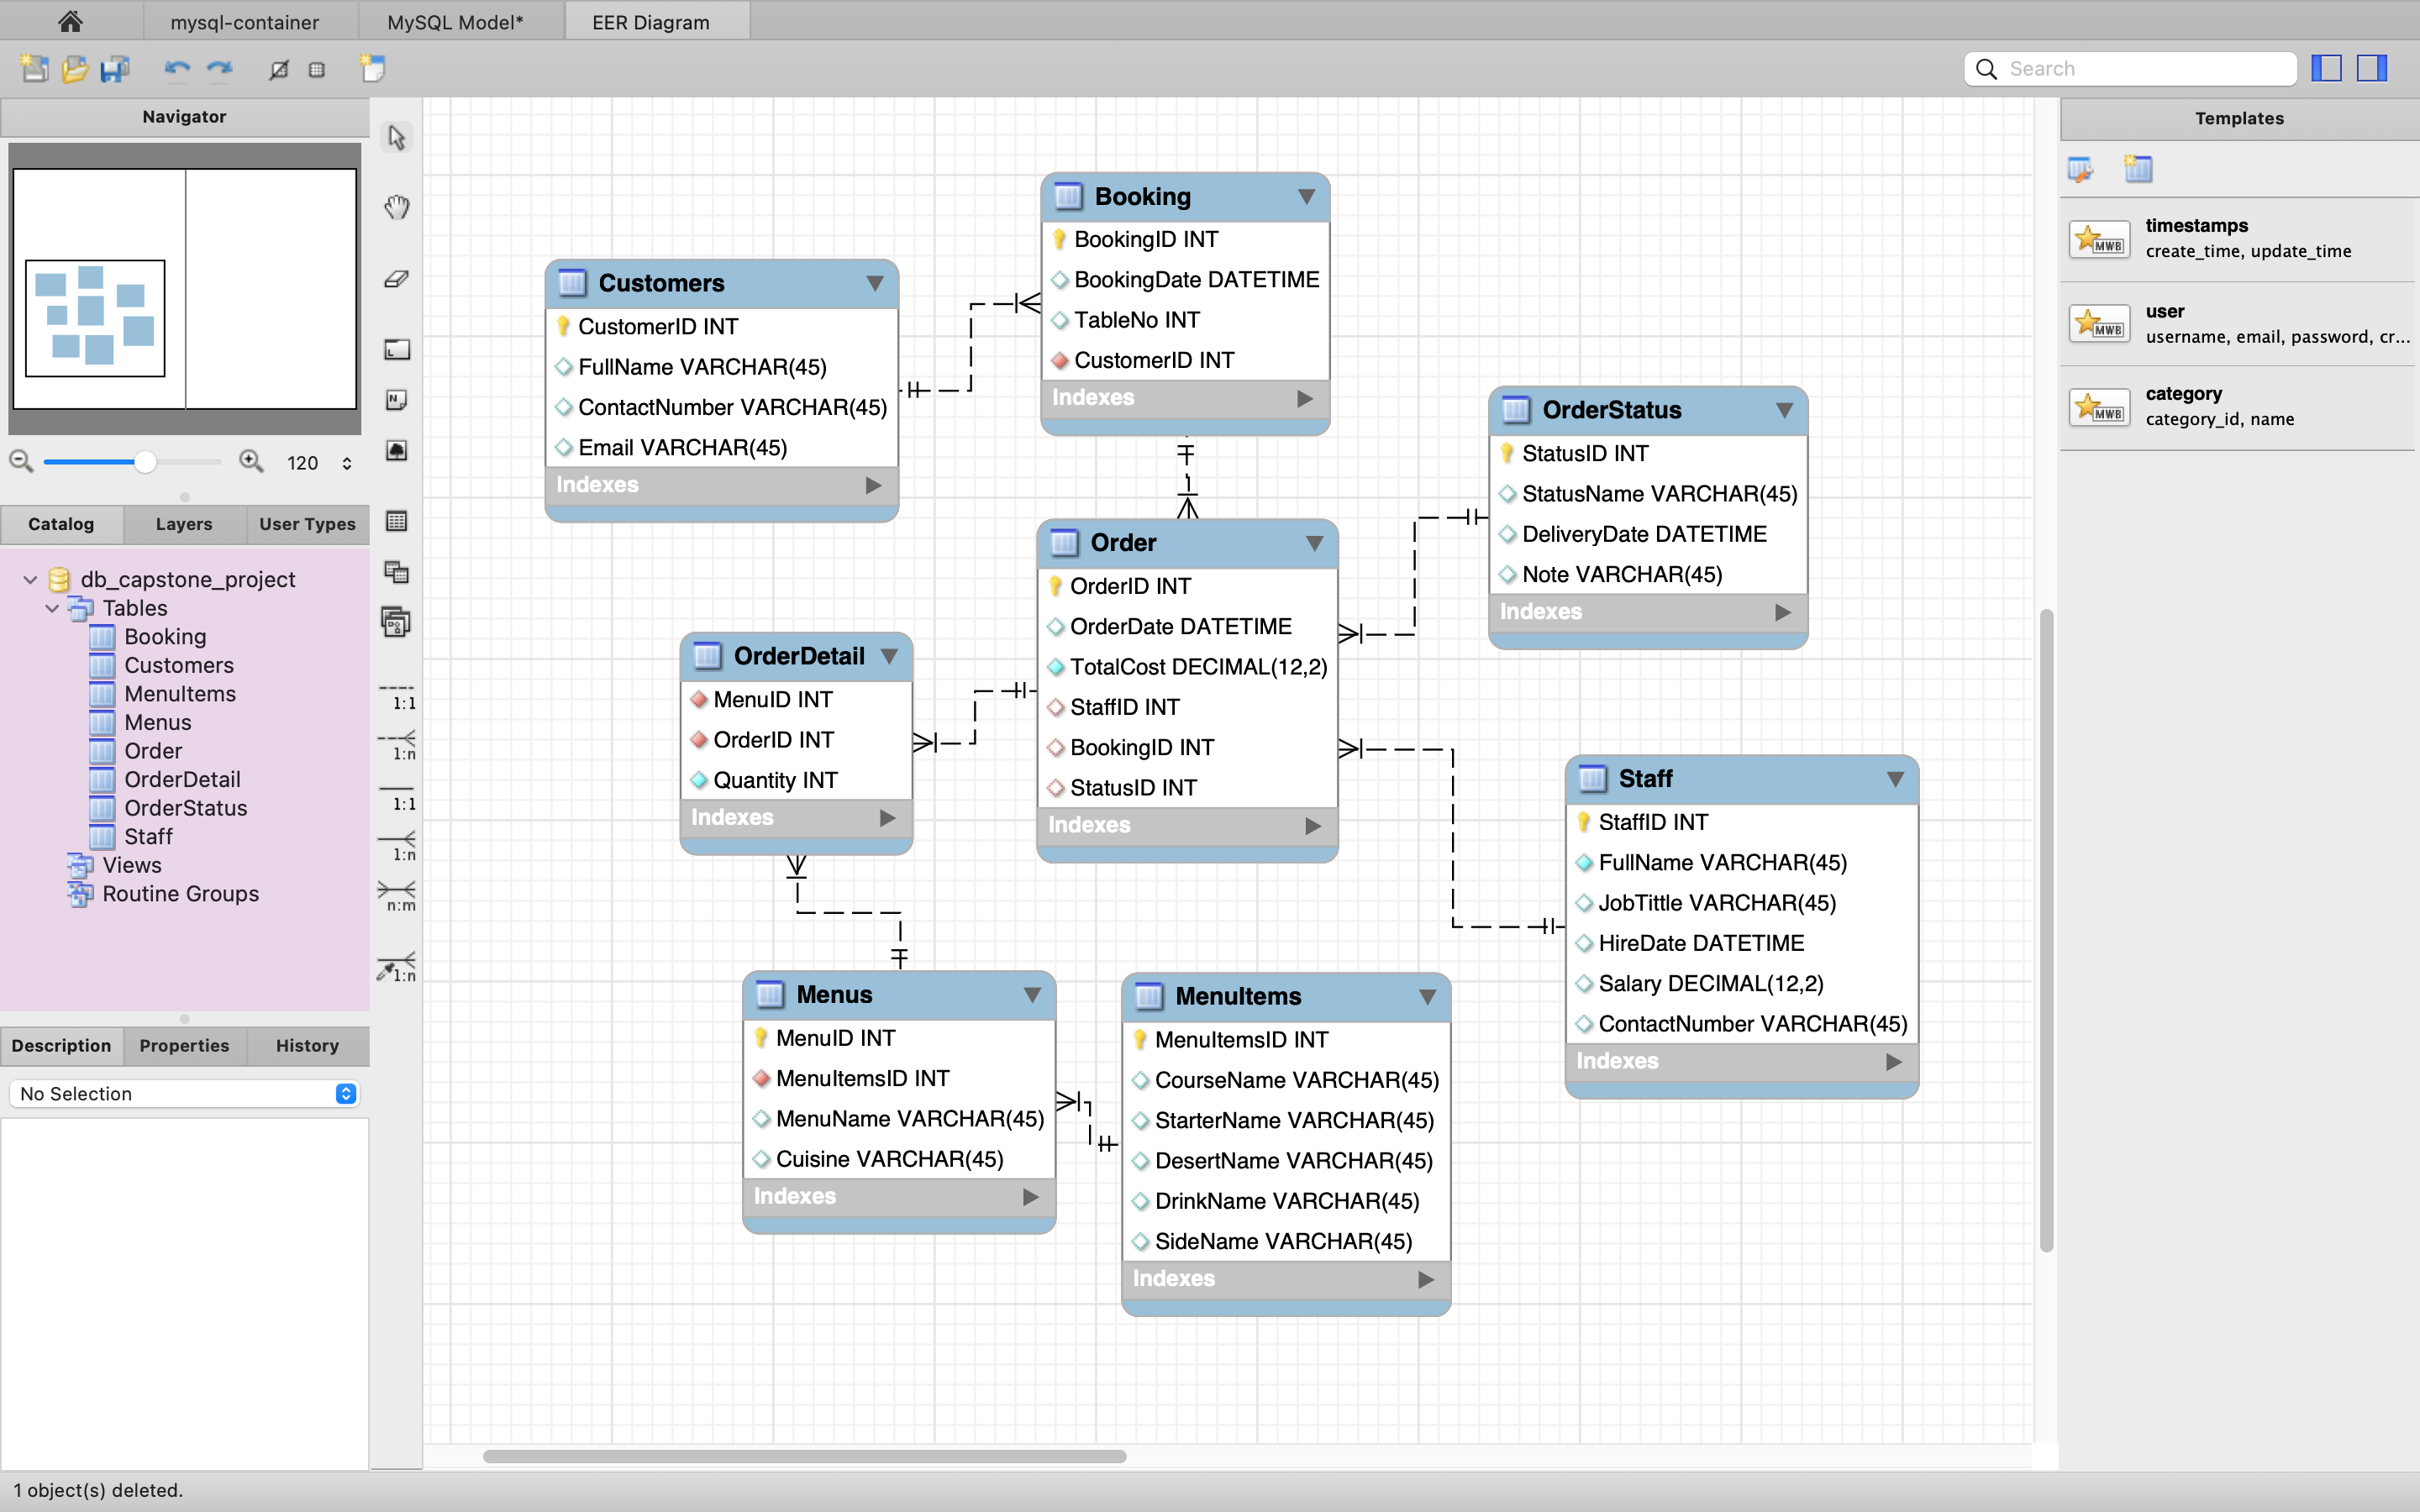 mysql-container
MySQL Model*
EER Diagram
Search
Navigator
120
Catalog
Layers
User Types
db_capstone_project
Tables
Booking
Customers
MenuItems
Menus
Order
OrderDetail
OrderStatus
Staff
Views
Routine Groups
Description
Properties
History
No Selection
1 object(s) deleted.
1:1
1:n
1:1
1:n
n:m
1:n
Customers
CustomerID INT
FullName VARCHAR(45)
ContactNumber VARCHAR(45)
Email VARCHAR(45)
Indexes
Booking
BookingID INT
BookingDate DATETIME
TableNo INT
CustomerID INT
Indexes
OrderStatus
StatusID INT
StatusName VARCHAR(45)
DeliveryDate DATETIME
Note VARCHAR(45)
Indexes
Order
OrderID INT
OrderDate DATETIME
TotalCost DECIMAL(12,2)
StaffID INT
BookingID INT
StatusID INT
Indexes
OrderDetail
MenuID INT
OrderID INT
Quantity INT
Indexes
Staff
StaffID INT
FullName VARCHAR(45)
JobTittle VARCHAR(45)
HireDate DATETIME
Salary DECIMAL(12,2)
ContactNumber VARCHAR(45)
Indexes
Menus
MenuID INT
MenuItemsID INT
MenuName VARCHAR(45)
Cuisine VARCHAR(45)
Indexes
MenuItems
MenuItemsID INT
CourseName VARCHAR(45)
StarterName VARCHAR(45)
DesertName VARCHAR(45)
DrinkName VARCHAR(45)
SideName VARCHAR(45)
Indexes
Templates
MWB
timestamps
create_time, update_time
MWB
user
username, email, password, cr...
MWB
category
category_id, name